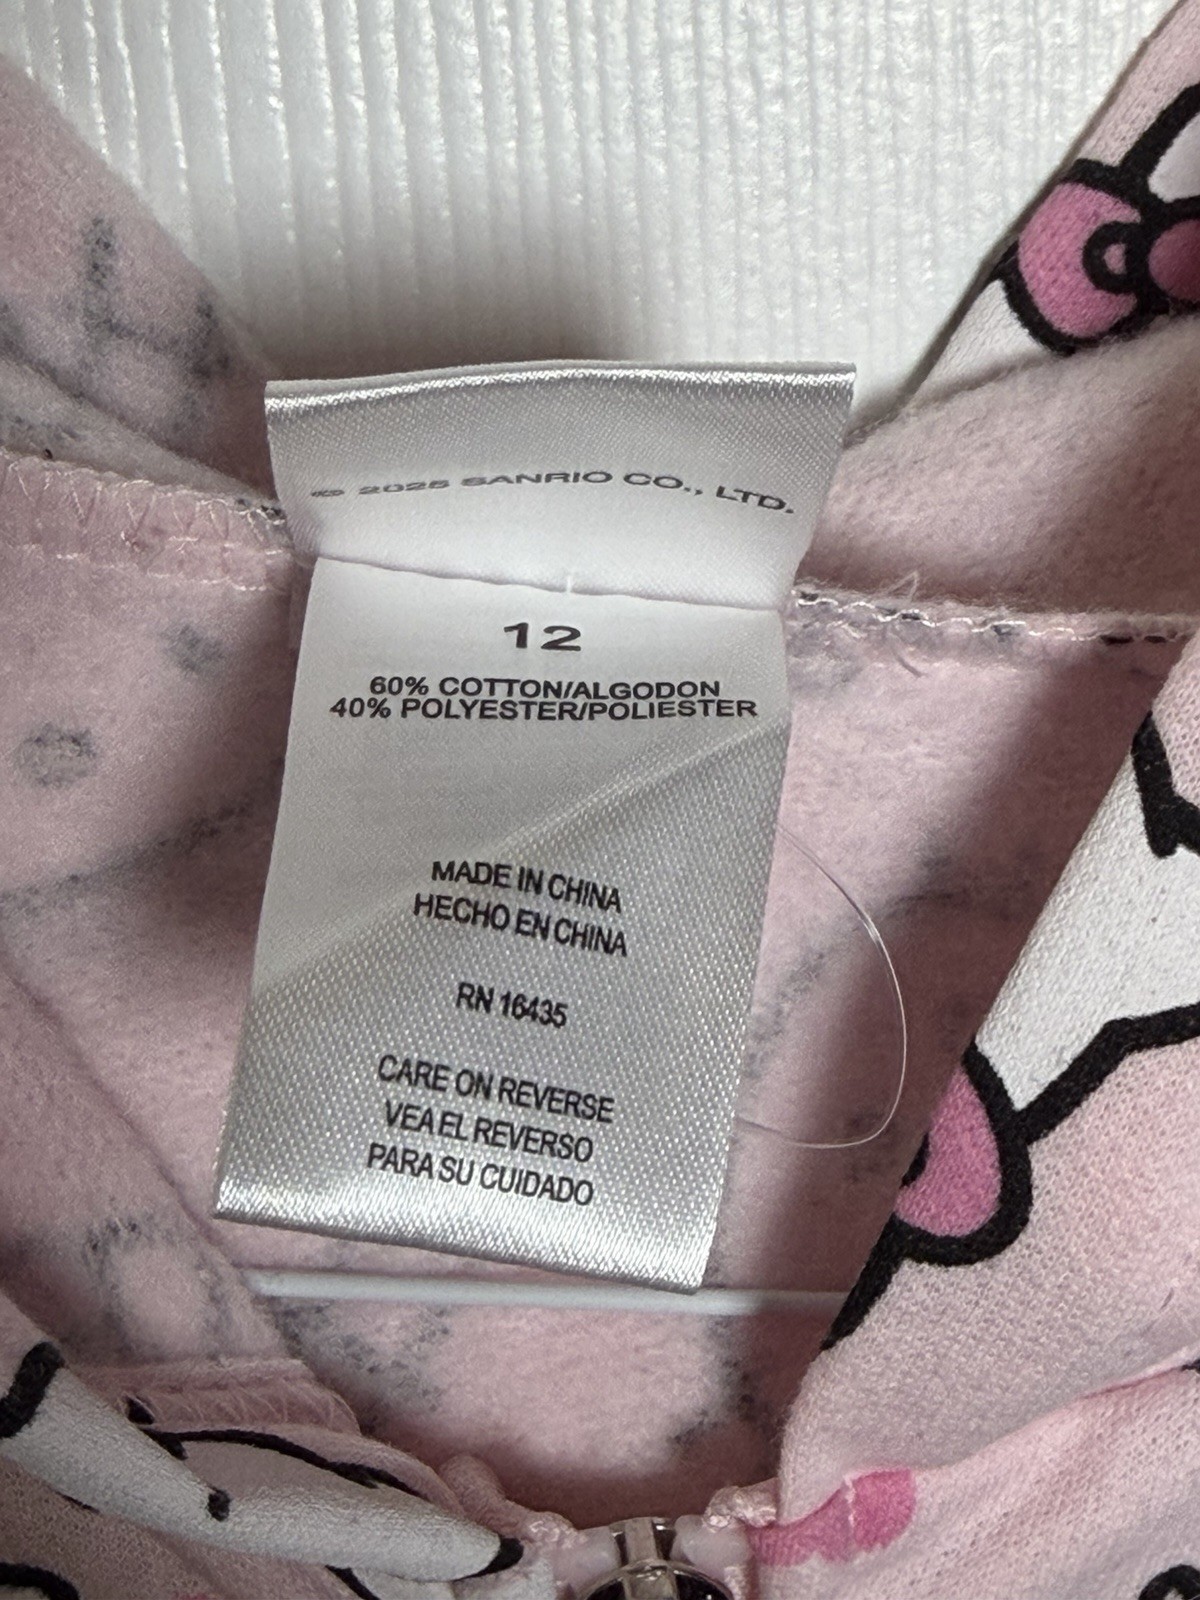 © 2025 SANRIO CO., LTD.
12
60% COTTON/ALGODON
40% POLYESTER/POLIESTER
MADE IN CHINA
HECHO EN CHINA
RN 16435
CARE ON REVERSE
VEA EL REVERSO
PARA SU CUIDADO